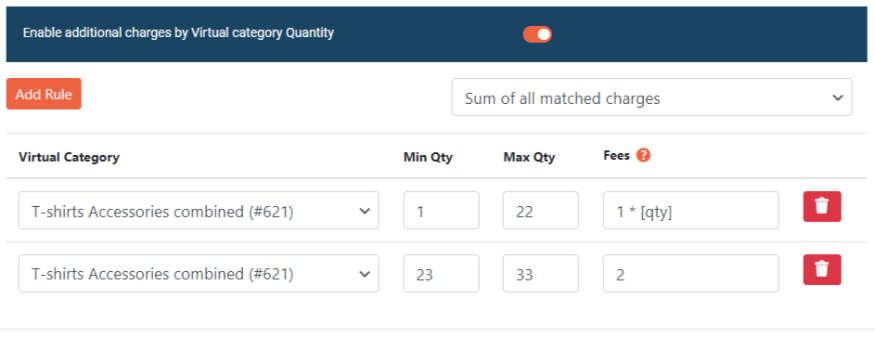 Enable additional charges by Virtual category Quantity
Add Rule
Sum of all matched charges
Virtual Category Min Qty Max Qty Fees ?
T-shirts Accessories combined (#621) 1 22 1 * [qty]
T-shirts Accessories combined (#621) 23 33 2